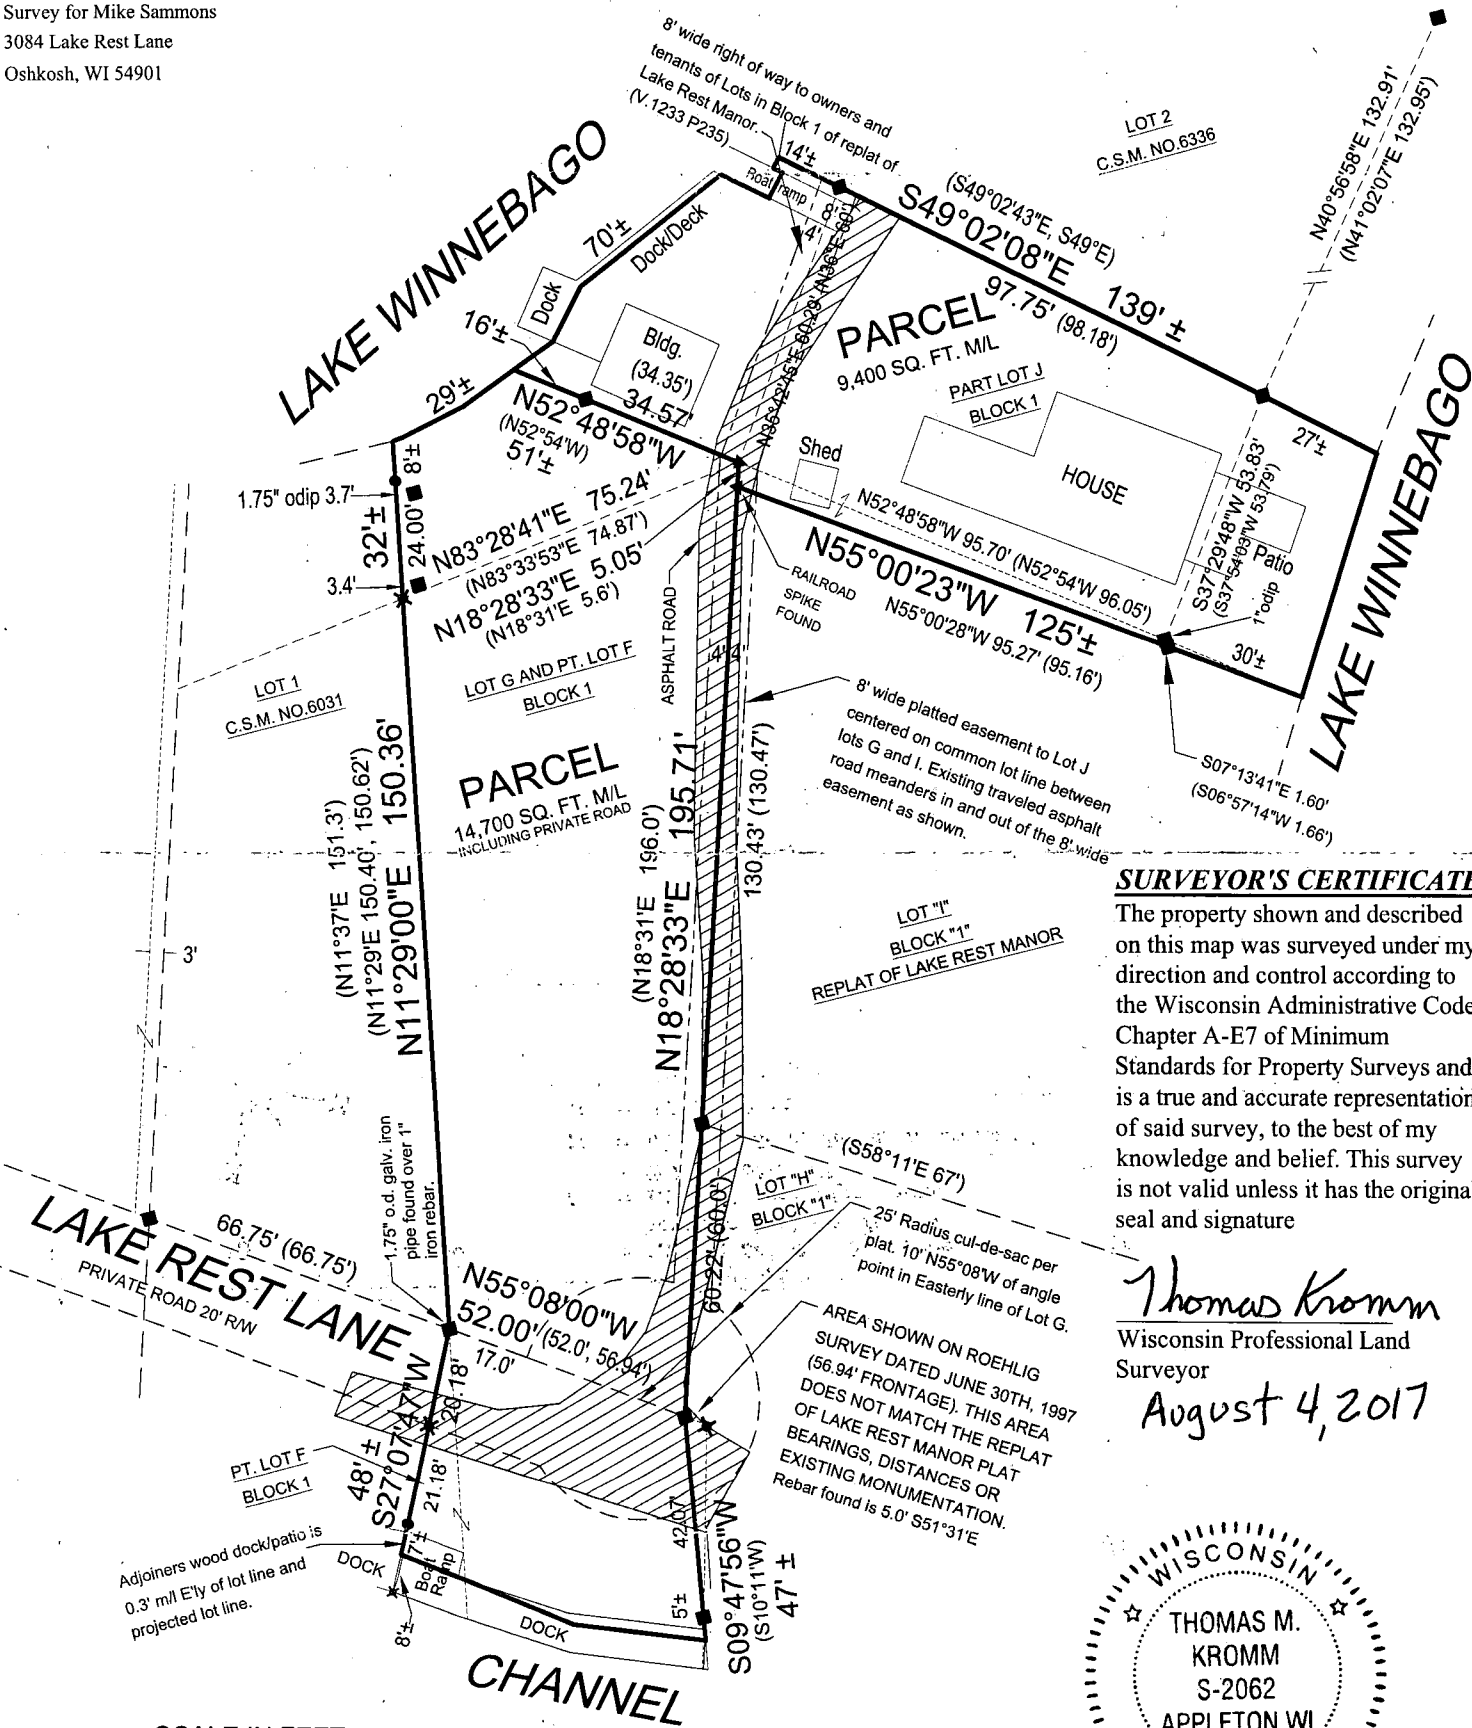 Survey for Mike Sammons
3084 Lake Rest Lane
Oshkosh, WI 54901
8' wide right of way to owners and
tenants of Lots in Block 1 of replat of
Lake Rest Manor.
(V.1233 P235)
14'±
Boat ramp
8'
4'
LOT 2
C.S.M. NO.6336
N40°56'58"E 132.91'
(N41°02'07"E 132.95')
(S49°02'43"E, S49°E)
S49°02'08"E 139'±
97.75' (98.18')
LAKE WINNEBAGO
70'±
Dock/Deck
Dock
16'±
Bldg.
(34.35')
34.57'
N52°48'58"W
(N52°54'W)
51'±
29'±
N35°42'45"E 60.29' (N36°E 60')
PARCEL
9,400 SQ. FT. M/L
PART LOT J
BLOCK 1
HOUSE
Shed
Patio
27'±
LAKE WINNEBAGO
S37°29'48"W 53.83'
(S37°54'03"W 53.79')
1"odip
30'±
N52°48'58"W 95.70' (N52°54'W 96.05')
N55°00'23"W 125'±
N55°00'28"W 95.27' (95.16')
S07°13'41"E 1.60'
(S06°57'14"W 1.66')
RAILROAD
SPIKE
FOUND
8'±
1.75" odip 3.7'
32'±
24.00'
3.4'
N83°28'41"E 75.24'
(N83°33'53"E 74.87')
N18°28'33"E 5.05'
(N18°31'E 5.6')
ASPHALT ROAD
4' 4'
LOT G AND PT. LOT F
BLOCK 1
LOT 1
C.S.M. NO.6031
PARCEL
14,700 SQ. FT. M/L
INCLUDING PRIVATE ROAD
8' wide platted easement to Lot J
centered on common lot line between
lots G and I. Existing traveled asphalt
road meanders in and out of the 8' wide
easement as shown.
(N11°37'E 151.3')
(N11°29'E 150.40', 150.62')
N11°29'00"E 150.36'
(N18°31'E 196.0')
N18°28'33"E 195.71'
130.43' (130.47')
3'
LOT "I"
BLOCK "1"
REPLAT OF LAKE REST MANOR
SURVEYOR'S CERTIFICATE
The property shown and described
on this map was surveyed under my
direction and control according to
the Wisconsin Administrative Code
Chapter A-E7 of Minimum
Standards for Property Surveys and
is a true and accurate representation
of said survey, to the best of my
knowledge and belief. This survey
is not valid unless it has the original
seal and signature
Thomas Kromm
Wisconsin Professional Land
Surveyor
August 4, 2017
(S58°11'E 67')
LOT "H"
BLOCK "1"
60.22' (60.0')
25' Radius cul-de-sac per
plat. 10' N55°08'W of angle
point in Easterly line of Lot G.
1.75" o.d. galv. iron
pipe found over 1"
iron rebar.
LAKE REST LANE
PRIVATE ROAD 20' R/W
66.75' (66.75')
N55°08'00"W
52.00' (52.0', 56.94')
17.0'
20.18'
AREA SHOWN ON ROEHLIG
SURVEY DATED JUNE 30TH, 1997
(56.94' FRONTAGE). THIS AREA
DOES NOT MATCH THE REPLAT
OF LAKE REST MANOR PLAT
BEARINGS, DISTANCES OR
EXISTING MONUMENTATION.
Rebar found is 5.0' S51°31'E
PT. LOT F
BLOCK 1
48' ±
S27°07'47"W
21.18'
7'±
Boat
Ramp
DOCK
8'±
DOCK
Adjoiners wood dock/patio is
0.3' m/l E'ly of lot line and
projected lot line.
42.07
5'±
S09°47'56"W
(S10°11'W)
47' ±
CHANNEL
WISCONSIN
THOMAS M.
KROMM
S-2062
APPLETON WI